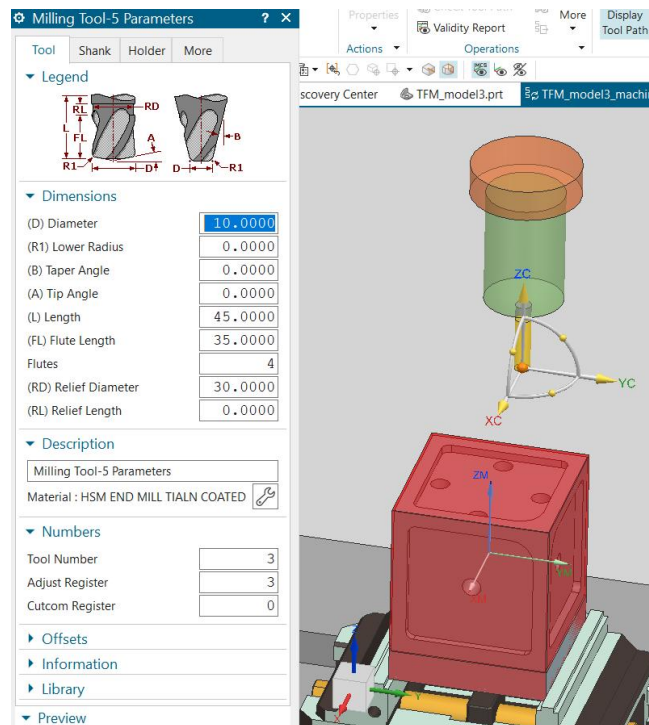 Milling Tool-5 Parameters ? ×
Tool Shank Holder More
Legend
RL RD
L FL A
R1 D
B
D R1
Dimensions
(D) Diameter 10.0000
(R1) Lower Radius 0.0000
(B) Taper Angle 0.0000
(A) Tip Angle 0.0000
(L) Length 45.0000
(FL) Flute Length 35.0000
Flutes 4
(RD) Relief Diameter 30.0000
(RL) Relief Length 0.0000
Description
Milling Tool-5 Parameters
Material : HSM END MILL TIALN COATED
Numbers
Tool Number 3
Adjust Register 3
Cutcom Register 0
Offsets
Information
Library
Preview
Properties
Validity Report
More
Display
Tool Path
Actions
Operations
MCS
scovery Center
TFM_model3.prt
TFM_model3_machin
ZC
YC
XC
ZM
Y
X